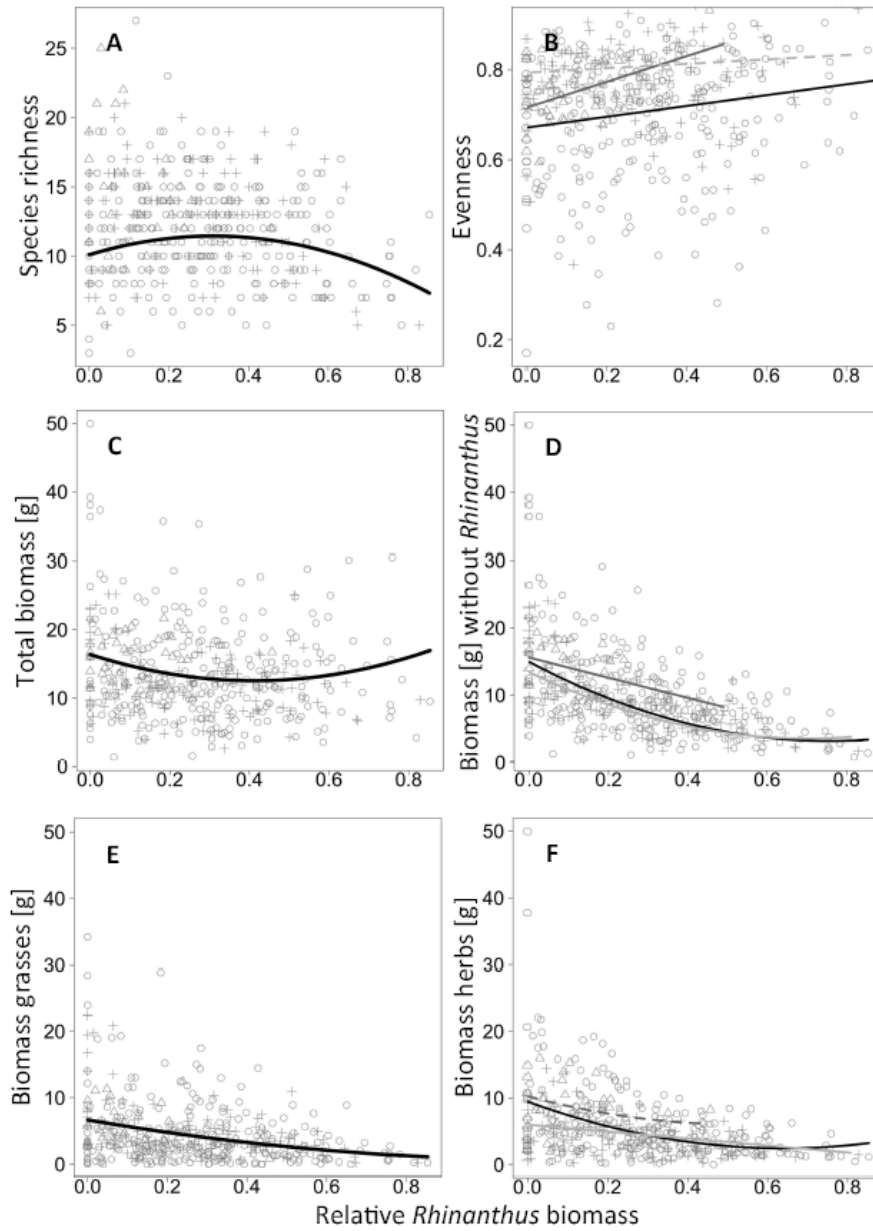 A
Species richness
25
20
15
10
5
0.0 0.2 0.4 0.6 0.8
B
Evenness
0.8
0.6
0.4
0.2
0.0 0.2 0.4 0.6 0.8
C
Total biomass [g]
50
40
30
20
10
0
0.0 0.2 0.4 0.6 0.8
D
Biomass [g] without Rhinanthus
50
40
30
20
10
0
0.0 0.2 0.4 0.6 0.8
E
Biomass grasses [g]
50
40
30
20
10
0
0.0 0.2 0.4 0.6 0.8
F
Biomass herbs [g]
50
40
30
20
10
0
0.0 0.2 0.4 0.6 0.8
Relative Rhinanthus biomass